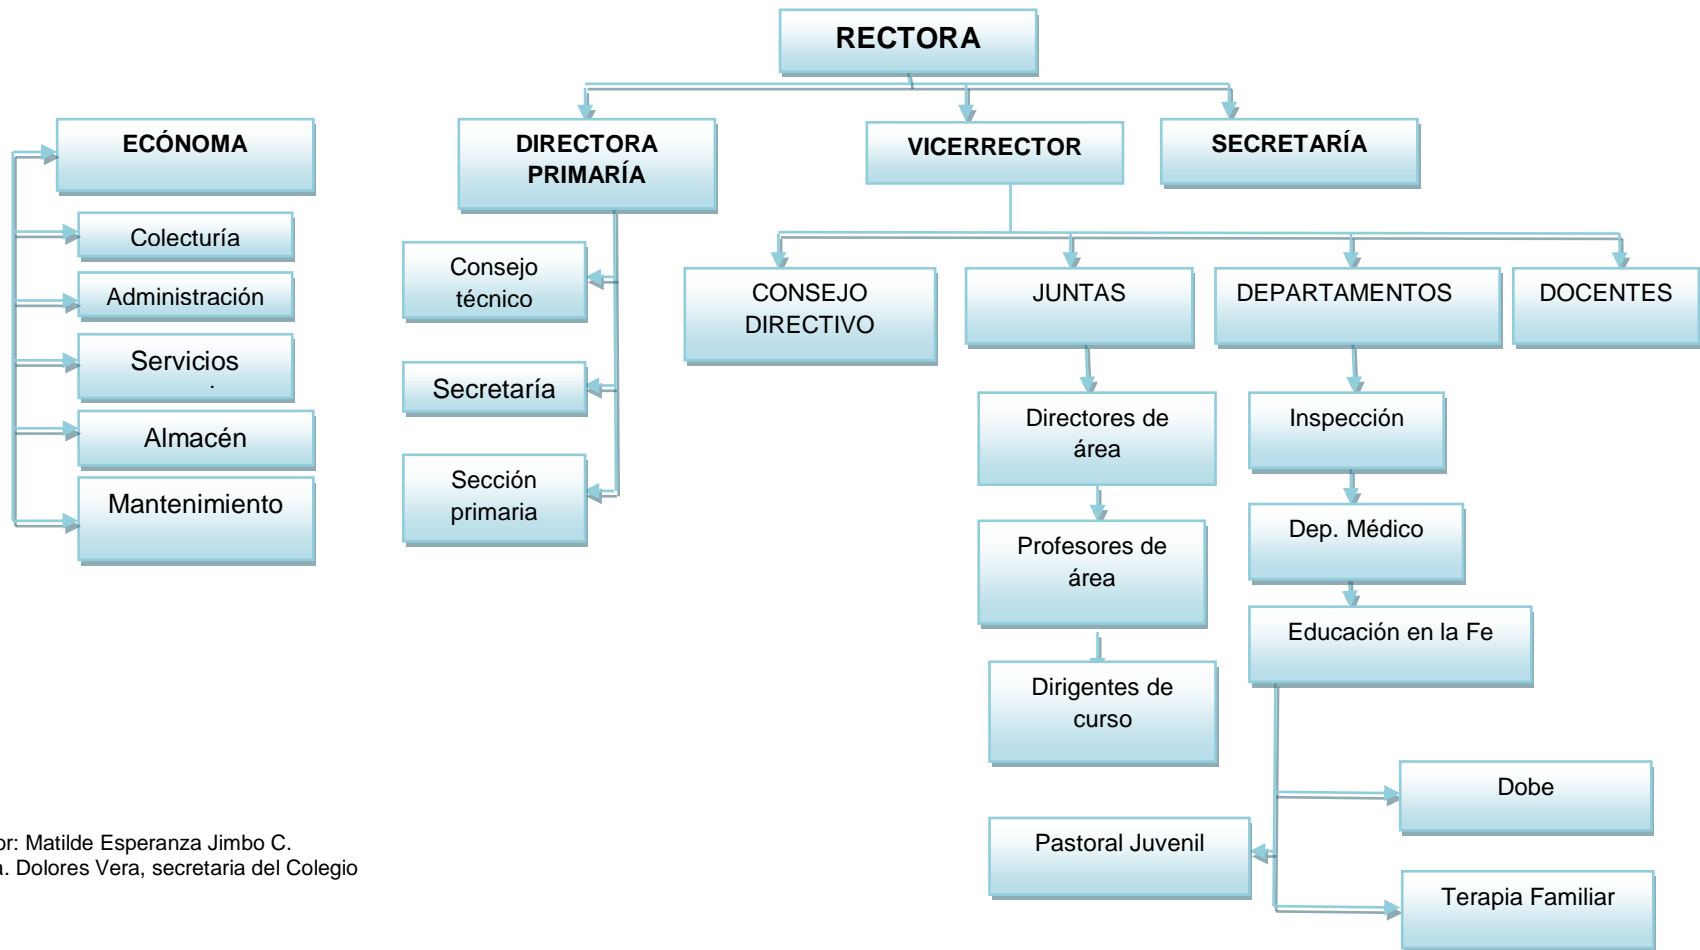 RECTORA
ECÓNOMA
DIRECTORA
PRIMARÍA
VICERRECTOR
SECRETARÍA
Colecturía
Administración
Servicios
Almacén
Mantenimiento
Consejo
técnico
Secretaría
Sección
primaria
CONSEJO
DIRECTIVO
JUNTAS
DEPARTAMENTOS
DOCENTES
Directores de
área
Profesores de
área
Dirigentes de
curso
Inspección
Dep. Médico
Educación en la Fe
Dobe
Pastoral Juvenil
Terapia Familiar
or: Matilde Esperanza Jimbo C.
a. Dolores Vera, secretaria del Colegio